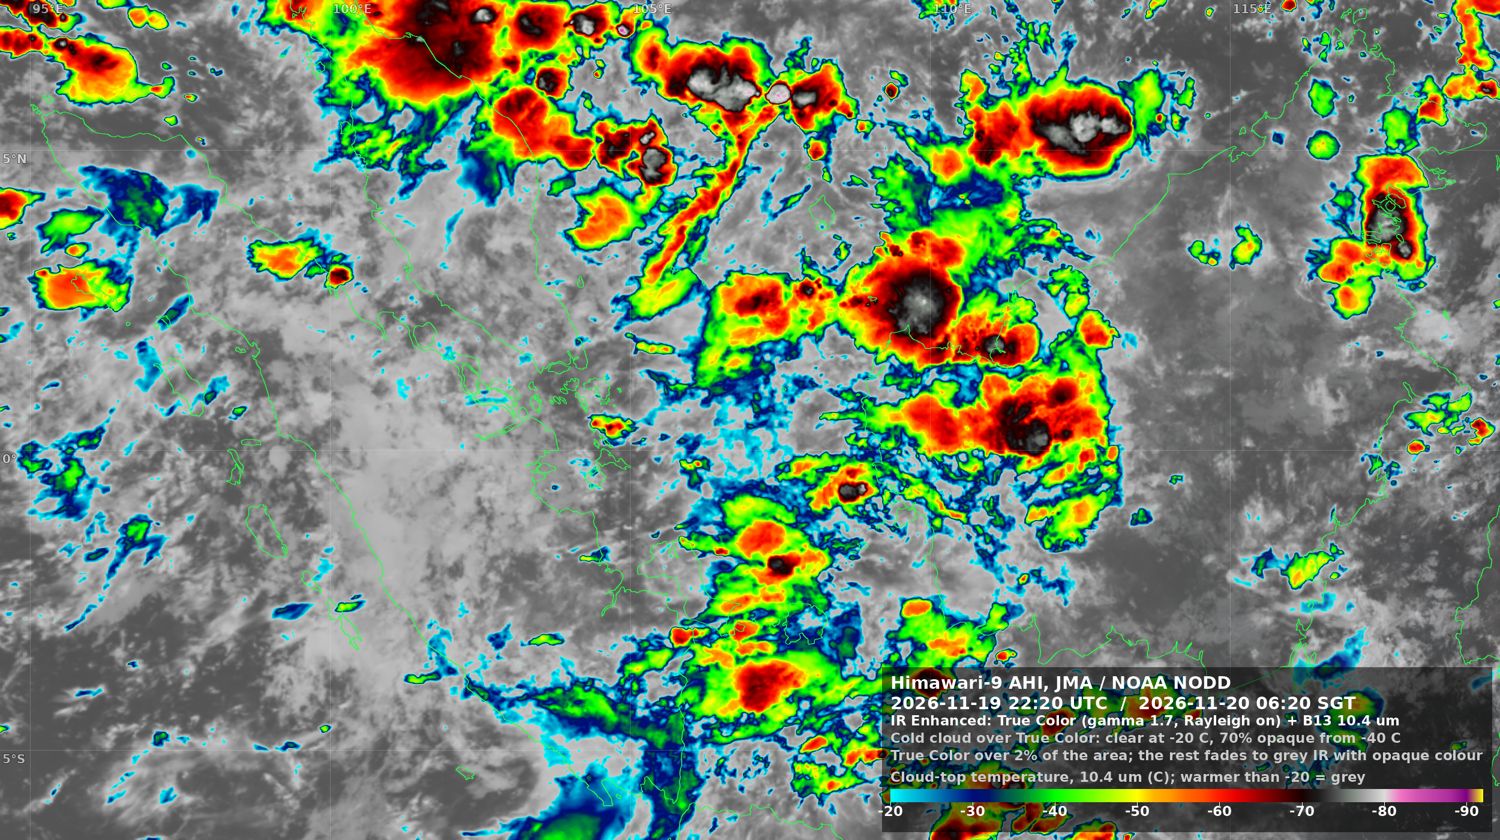 95°E
100°E
105°E
110°E
115°E
5°N
0°
5°S
Himawari-9 AHI, JMA / NOAA NODD
2026-11-19 22:20 UTC / 2026-11-20 06:20 SGT
IR Enhanced: True Color (gamma 1.7, Rayleigh on) + B13 10.4 um
Cold cloud over True Color: clear at -20 C, 70% opaque from -40 C
True Color over 2% of the area; the rest fades to grey IR with opaque colour
Cloud-top temperature, 10.4 um (C); warmer than -20 = grey
-20 -30 -40 -50 -60 -70 -80 -90